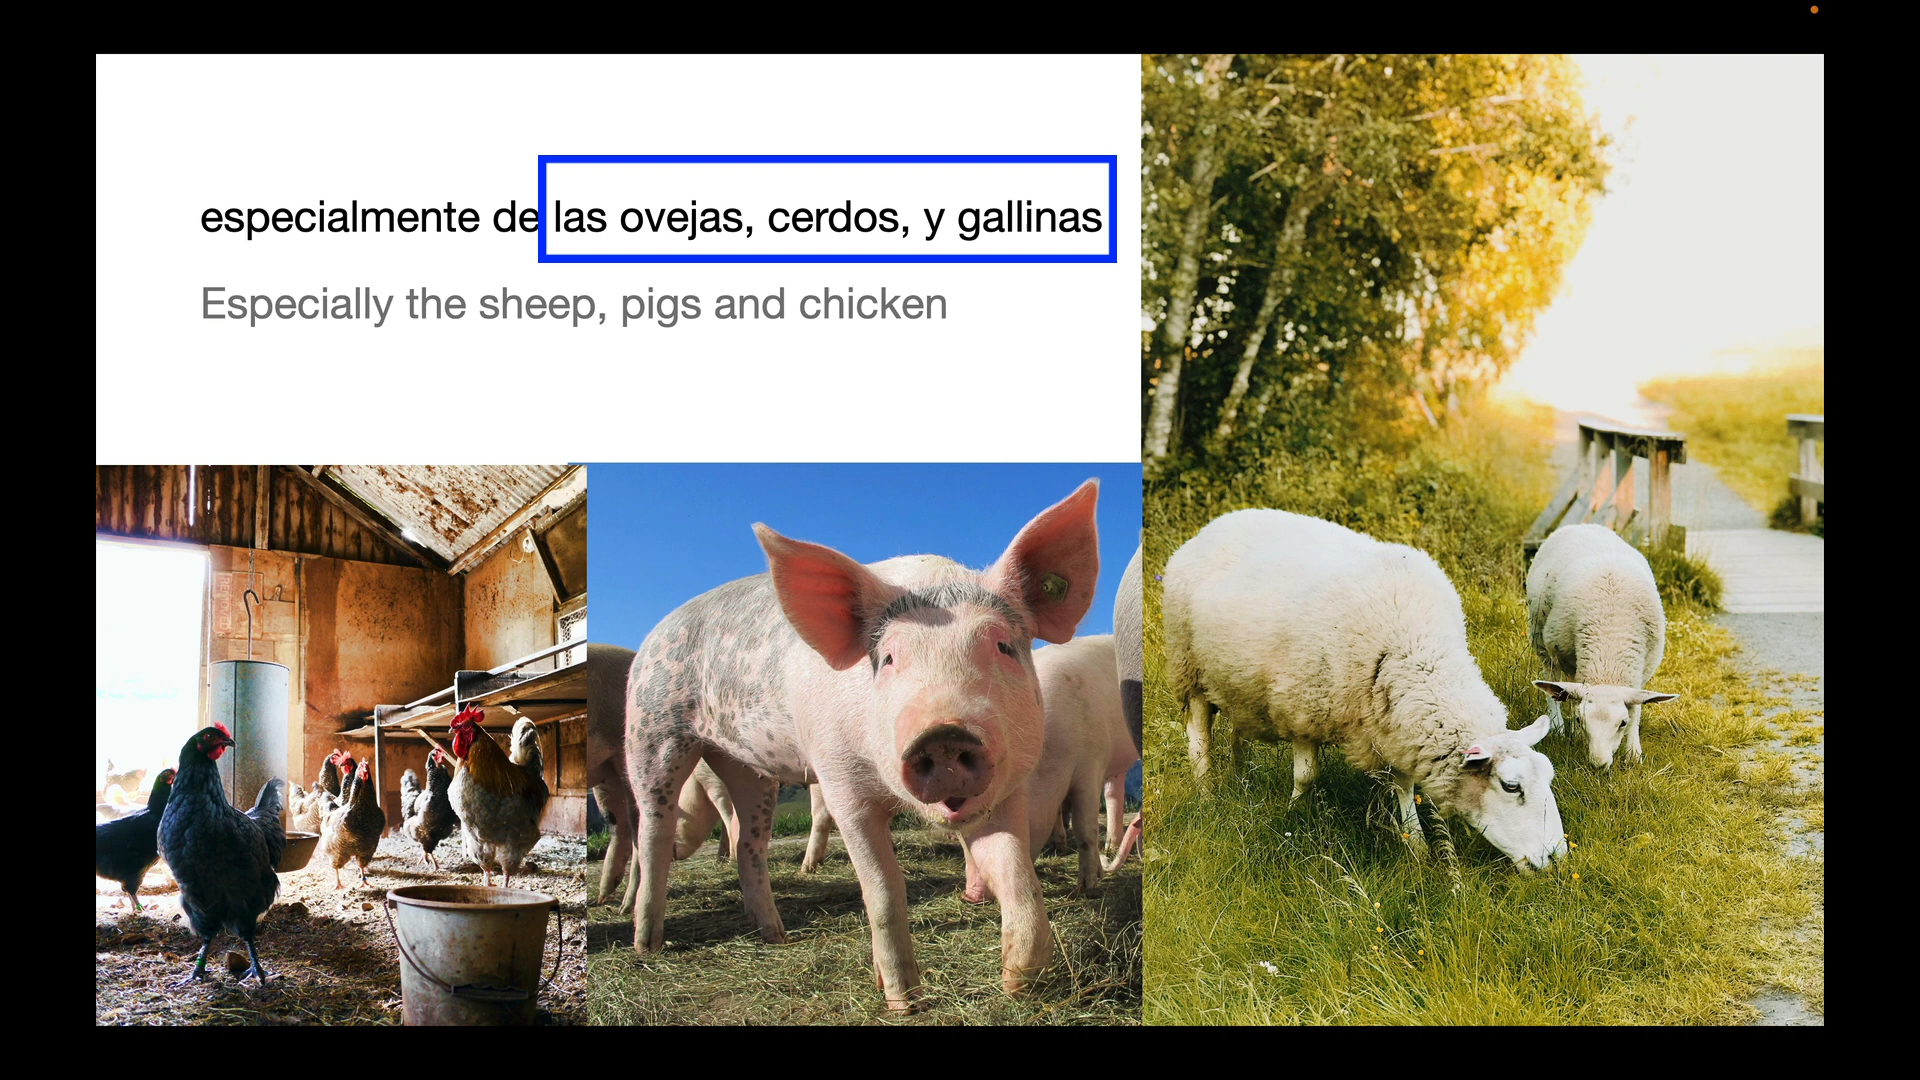 especialmente de las ovejas, cerdos, y gallinas
Especially the sheep, pigs and chicken